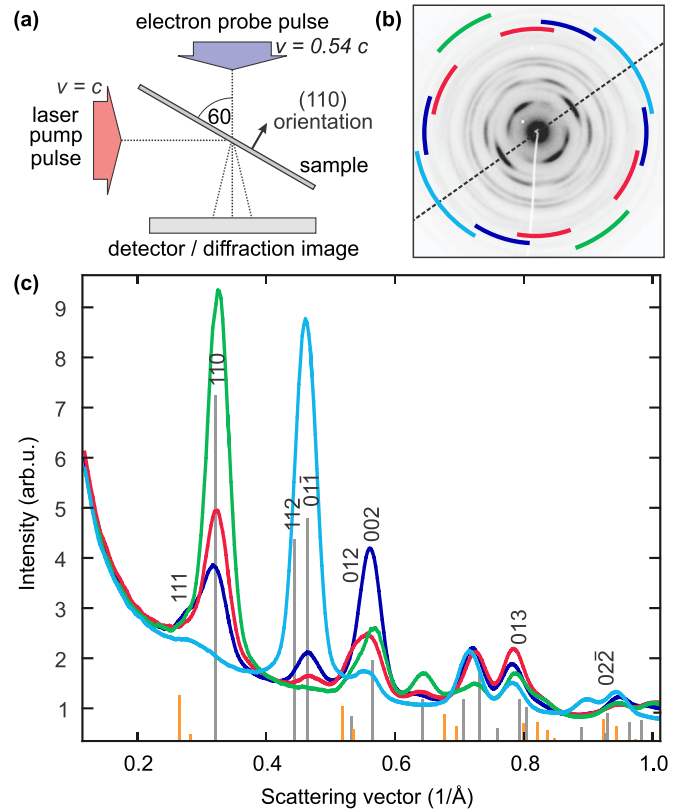 (a)
electron probe pulse
v = 0.54 c
v = c
laser
pump
pulse
60
(110)
orientation
sample
detector / diffraction image
(b)
(c)
Intensity (arb.u.)
9
8
7
6
5
4
3
2
1
111
110
112
011̄
012
002
013
022
0.2
0.4
0.6
0.8
1.0
Scattering vector (1/Å)